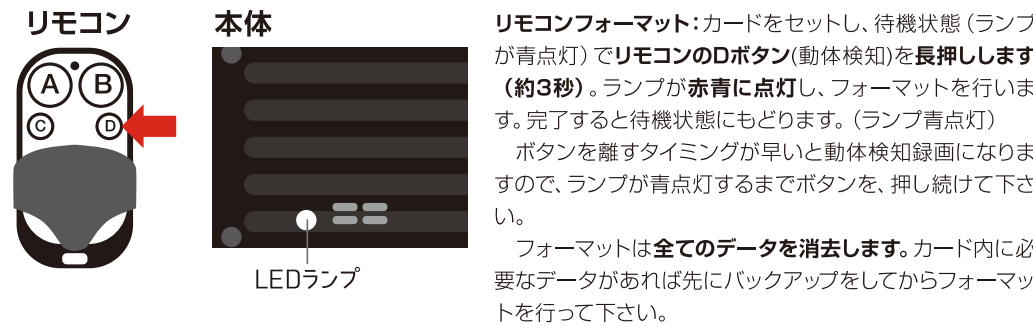 リモコン
本体
A
B
C
D
LEDランプ
リモコンフォーマット：カードをセットし、待機状態（ランプ
が青点灯）でリモコンのDボタン(動体検知)を長押しします
（約3秒）。ランプが赤青に点灯し、フォーマットを行いま
す。完了すると待機状態にもどります。（ランプ青点灯）
　ボタンを離すタイミングが早いと動体検知録画になりま
すので、ランプが青点灯するまでボタンを、押し続けて下さ
い。
　フォーマットは全てのデータを消去します。カード内に必
要なデータがあれば先にバックアップをしてからフォーマッ
トを行って下さい。